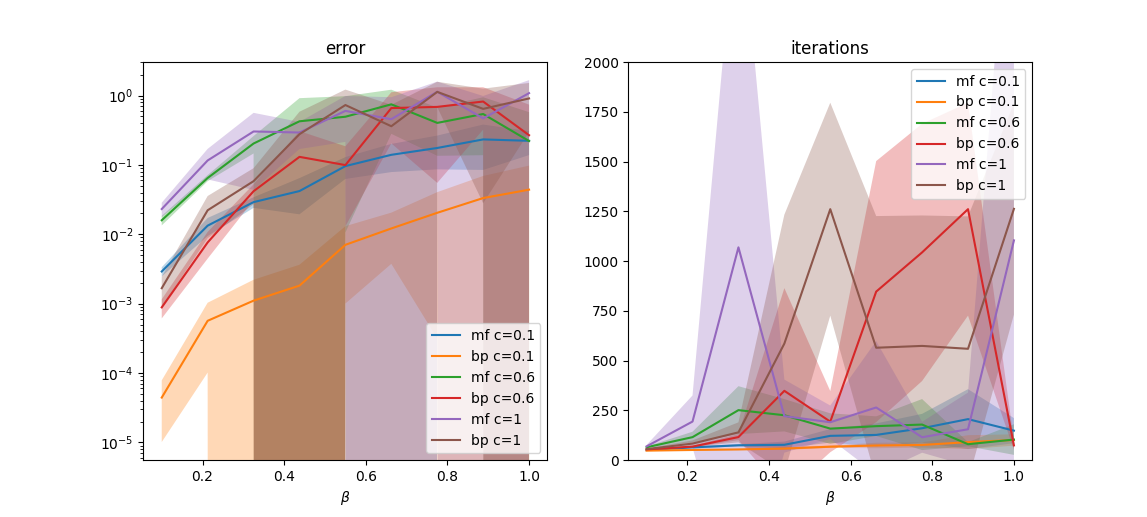 error
10⁰
10⁻¹
10⁻²
10⁻³
10⁻⁴
10⁻⁵
0.2 0.4 0.6 0.8 1.0
β
mf c=0.1
bp c=0.1
mf c=0.6
bp c=0.6
mf c=1
bp c=1
iterations
2000
1750
1500
1250
1000
750
500
250
0
0.2 0.4 0.6 0.8 1.0
β
mf c=0.1
bp c=0.1
mf c=0.6
bp c=0.6
mf c=1
bp c=1